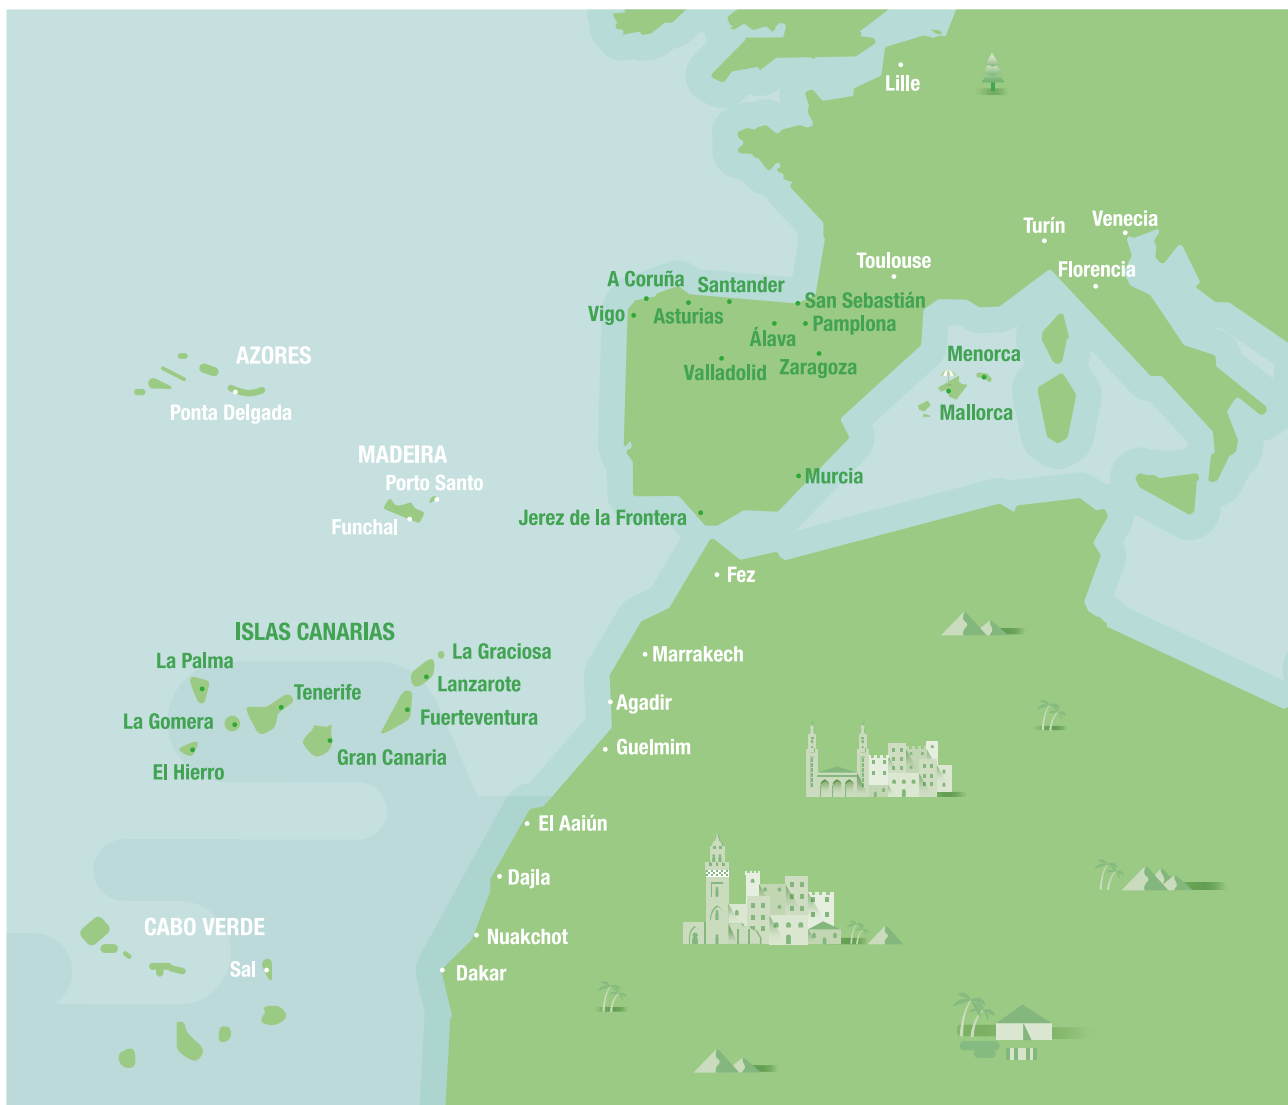 Lille
Venecia
Turín
Toulouse
Florencia
A Coruña
Santander
San Sebastián
Vigo
Asturias
Pamplona
Álava
AZORES
Menorca
Valladolid
Zaragoza
Ponta Delgada
Mallorca
MADEIRA
Porto Santo
Murcia
Funchal
Jerez de la Frontera
Fez
ISLAS CANARIAS
La Graciosa
Marrakech
La Palma
Lanzarote
Tenerife
Agadir
La Gomera
Fuerteventura
Guelmim
Gran Canaria
El Hierro
El Aaiún
Dajla
CABO VERDE
Nuakchot
Sal
Dakar